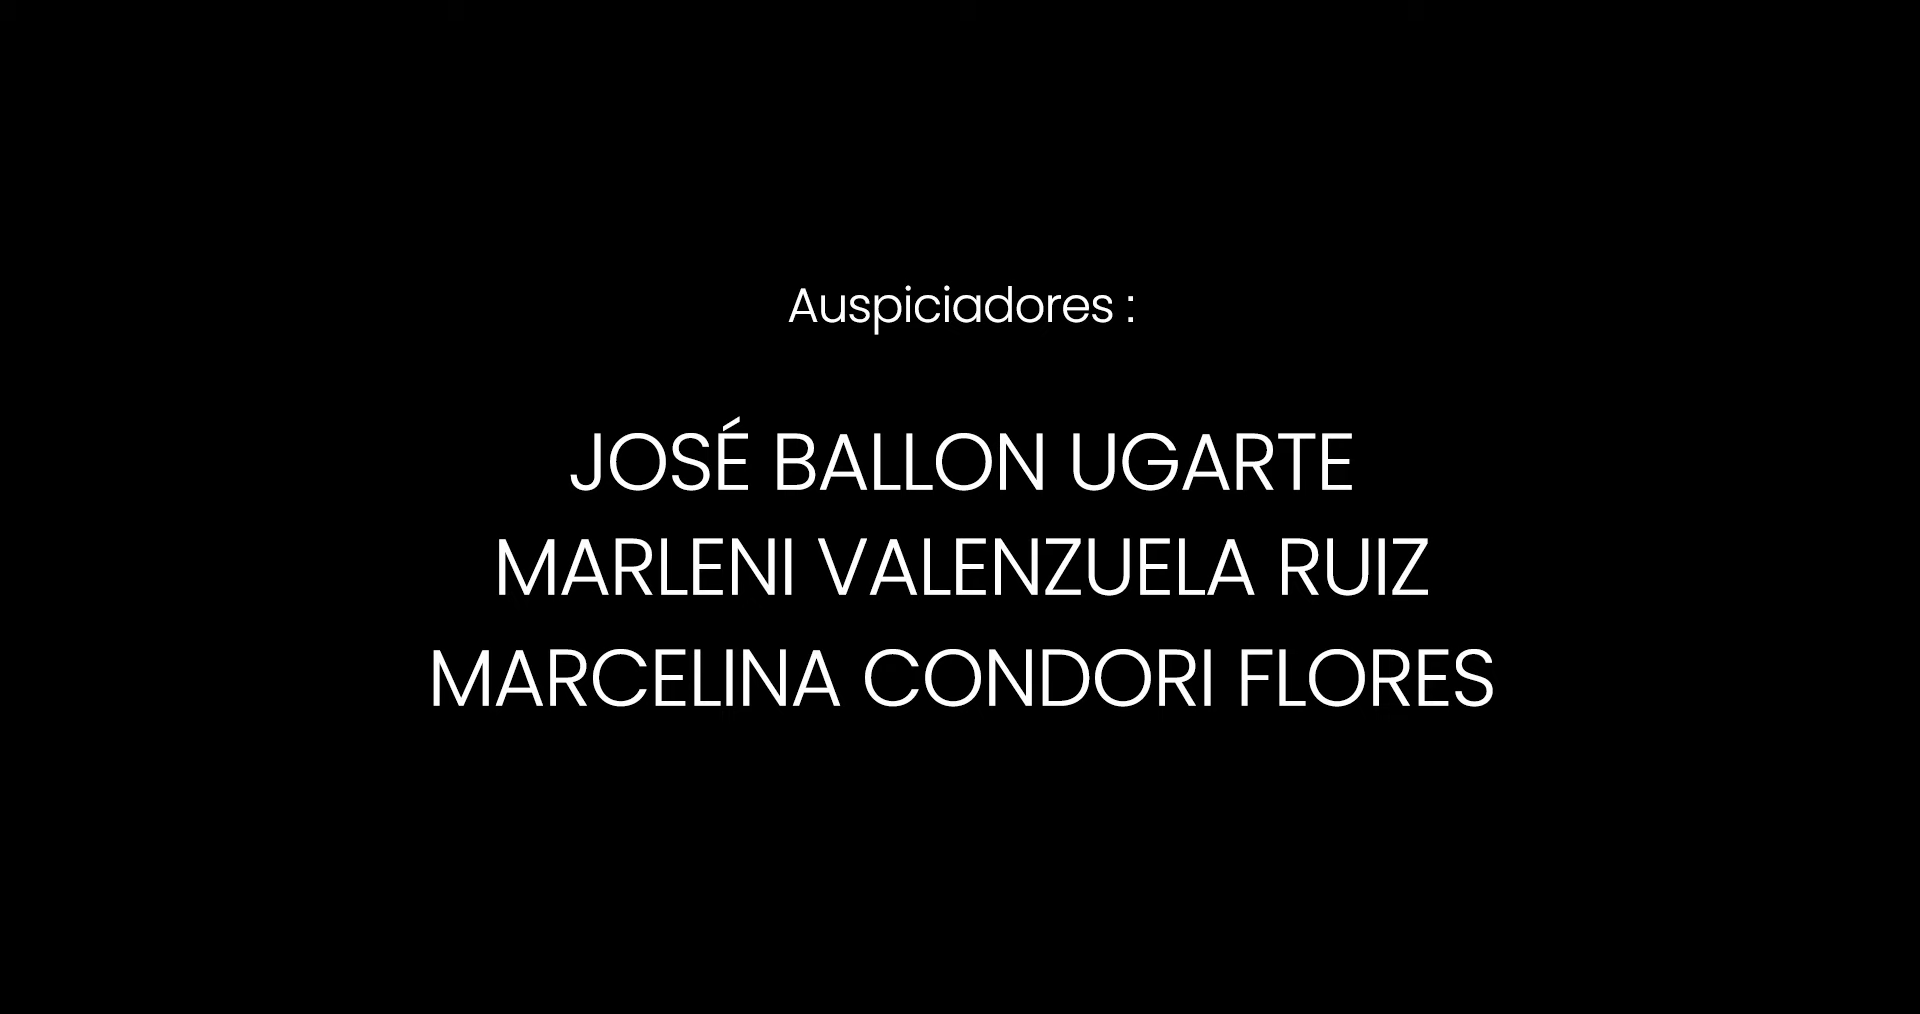 Auspiciadores :
JOSÉ BALLON UGARTE
MARLENI VALENZUELA RUIZ
MARCELINA CONDORI FLORES